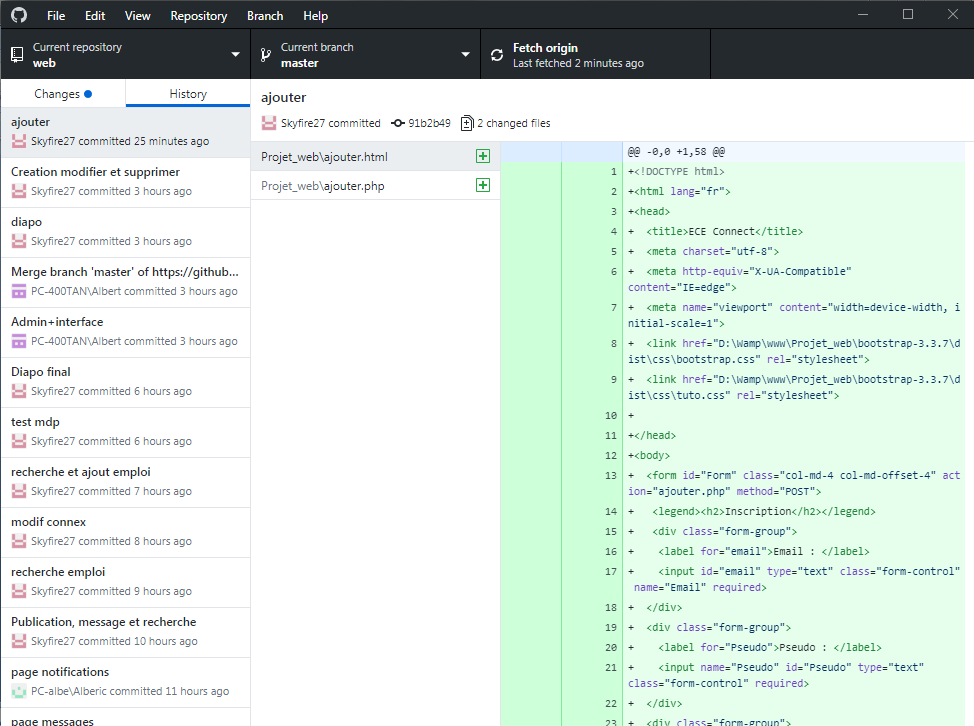 File Edit View Repository Branch Help
Current repository
web
Current branch
master
Fetch origin
Last fetched 2 minutes ago
Changes
History
ajouter
Skyfire27 committed 25 minutes ago
Creation modifier et supprimer
Skyfire27 committed 3 hours ago
diapo
Skyfire27 committed 3 hours ago
Merge branch 'master' of https://github...
PC-400TAN\Albert committed 3 hours ago
Admin+interface
PC-400TAN\Albert committed 3 hours ago
Diapo final
Skyfire27 committed 6 hours ago
test mdp
Skyfire27 committed 6 hours ago
recherche et ajout emploi
Skyfire27 committed 7 hours ago
modif connex
Skyfire27 committed 8 hours ago
recherche emploi
Skyfire27 committed 9 hours ago
Publication, message et recherche
Skyfire27 committed 10 hours ago
page notifications
PC-albe\Alberic committed 11 hours ago
page messages
ajouter
Skyfire27 committed 91b2b49 2 changed files
Projet_web\ajouter.html
Projet_web\ajouter.php
@@ -0,0 +1,58 @@
1 +<!DOCTYPE html>
2 +<html lang="fr">
3 +<head>
4 + <title>ECE Connect</title>
5 + <meta charset="utf-8">
6 + <meta http-equiv="X-UA-Compatible"
content="IE=edge">
7 + <meta name="viewport" content="width=device-width, i
nitial-scale=1">
8 + <link href="D:\Wamp\www\Projet_web\bootstrap-3.3.7\d
ist\css\bootstrap.css" rel="stylesheet">
9 + <link href="D:\Wamp\www\Projet_web\bootstrap-3.3.7\d
ist\css\tuto.css" rel="stylesheet">
10 +
11 +</head>
12 +<body>
13 + <form id="Form" class="col-md-4 col-md-offset-4" act
ion="ajouter.php" method="POST">
14 + <legend><h2>Inscription</h2></legend>
15 + <div class="form-group">
16 + <label for="email">Email : </label>
17 + <input id="email" type="text" class="form-control"
name="Email" required>
18 + </div>
19 + <div class="form-group">
20 + <label for="Pseudo">Pseudo : </label>
21 + <input name="Pseudo" id="Pseudo" type="text"
class="form-control" required>
22 + </div>
23 + <div class="form-group">